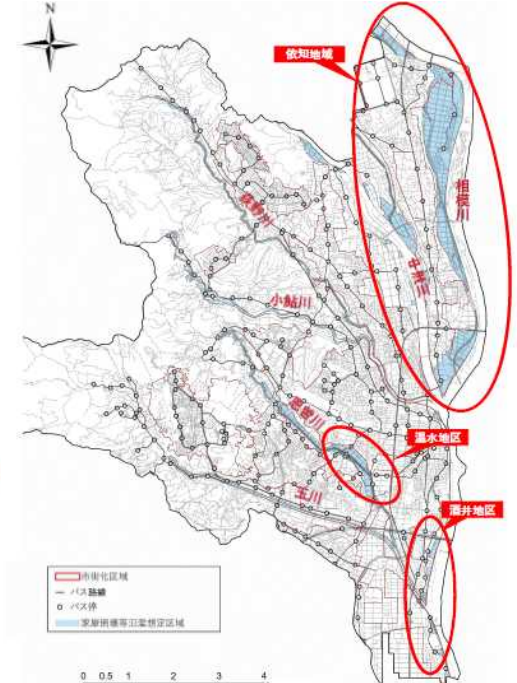 N
依知地域
相模川
荻野川
中津川
小鮎川
恩曽川
温水地区
玉川
酒井地区
市街化区域
バス路線
バス停
家屋倒壊等氾濫想定区域
0 0.5 1 2 3 4